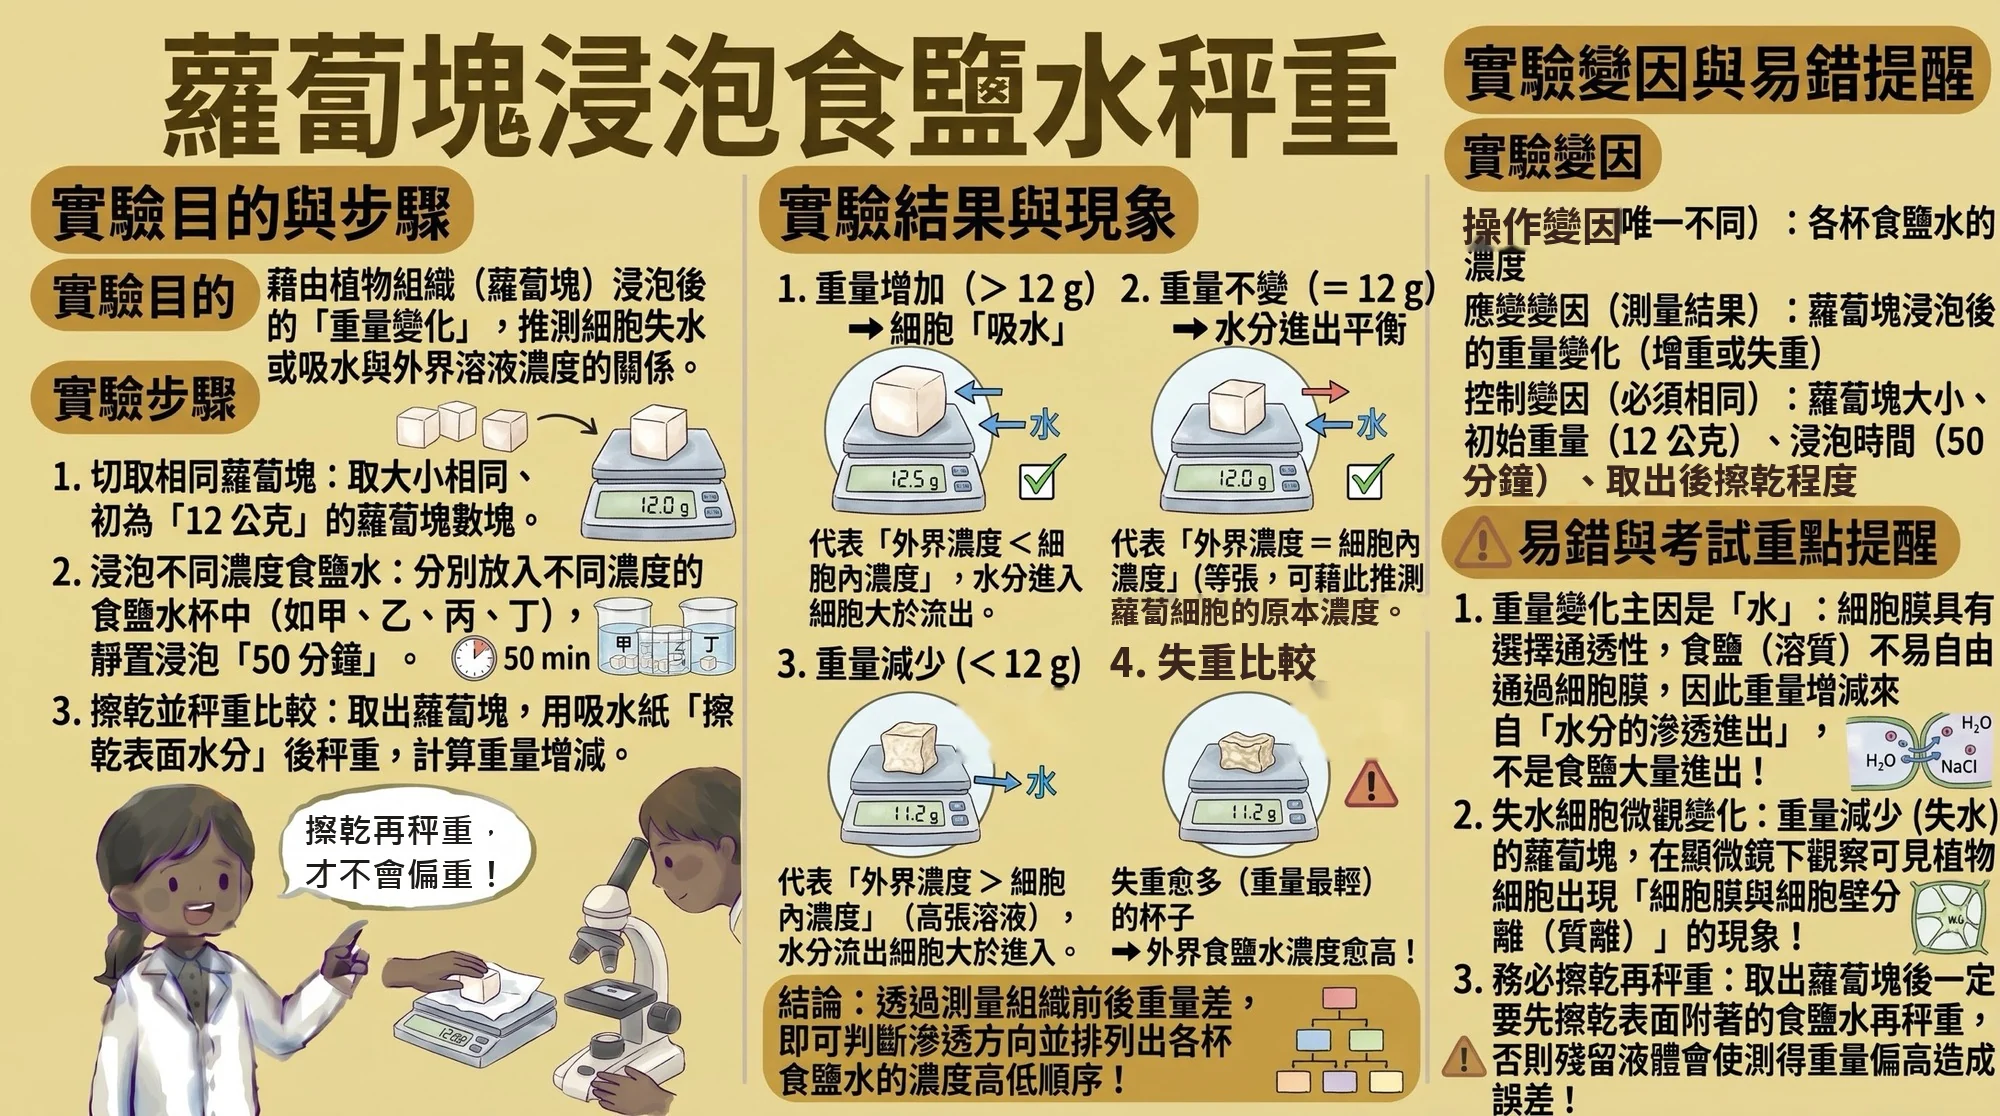 蘿蔔塊浸泡食鹽水秤重
實驗目的與步驟
實驗目的
藉由植物組織（蘿蔔塊）浸泡後
的「重量變化」，推測細胞失水
或吸水與外界溶液濃度的關係。
實驗步驟
12.0 g
1. 切取相同蘿蔔塊：取大小相同、
初為「12 公克」的蘿蔔塊數塊。
2. 浸泡不同濃度食鹽水：分別放入不同濃度的
食鹽水杯中（如甲、乙、丙、丁），
靜置浸泡「50 分鐘」。
50 min
甲
乙
丁
3. 擦乾並秤重比較：取出蘿蔔塊，用吸水紙「擦
乾表面水分」後秤重，計算重量增減。
擦乾再秤重，
才不會偏重！
實驗結果與現象
1. 重量增加（＞ 12 g）
➡ 細胞「吸水」
水
12.5 g
代表「外界濃度 ＜ 細
胞內濃度」，水分進入
細胞大於流出。
2. 重量不變（＝ 12 g）
➡ 水分進出平衡
水
12.0 g
代表「外界濃度 ＝ 細胞內
濃度」(等張，可藉此推測
蘿蔔細胞的原本濃度。
3. 重量減少 (＜ 12 g)
水
11.2 g
代表「外界濃度 ＞ 細胞
內濃度」（高張溶液），
水分流出細胞大於進入。
4. 失重比較
11.2 g
失重愈多（重量最輕）
的杯子
➡ 外界食鹽水濃度愈高！
結論：透過測量組織前後重量差，
即可判斷滲透方向並排列出各杯
食鹽水的濃度高低順序！
實驗變因與易錯提醒
實驗變因
操作變因唯一不同）：各杯食鹽水的
濃度
應變變因（測量結果）：蘿蔔塊浸泡後
的重量變化（增重或失重）
控制變因（必須相同）：蘿蔔塊大小、
初始重量（12 公克）、浸泡時間（50
分鐘）、取出後擦乾程度
易錯與考試重點提醒
1. 重量變化主因是「水」：細胞膜具有
選擇通透性，食鹽（溶質）不易自由
通過細胞膜，因此重量增減來
自「水分的滲透進出」，
不是食鹽大量進出！
H₂O
H₂O
NaCl
2. 失水細胞微觀變化：重量減少 (失水)
的蘿蔔塊，在顯微鏡下觀察可見植物
細胞出現「細胞膜與細胞壁分
離（質離）」的現象！
3. 務必擦乾再秤重：取出蘿蔔塊後一定
要先擦乾表面附著的食鹽水再秤重，
否則殘留液體會使測得重量偏高造成
誤差！